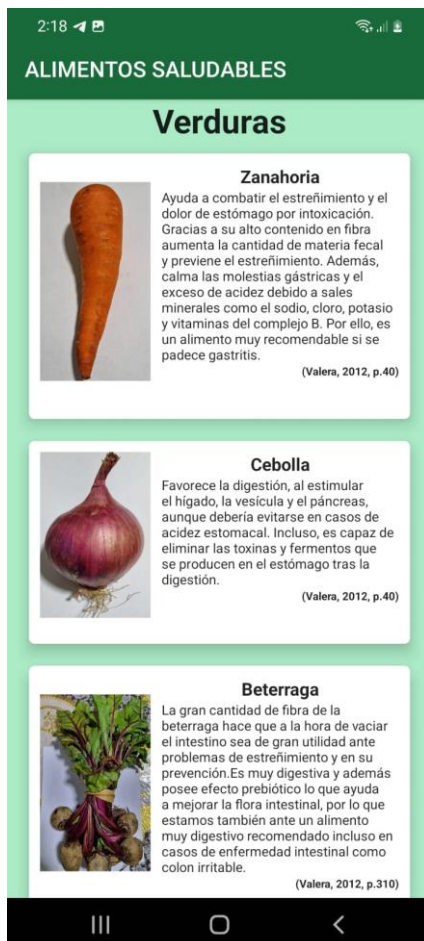 2:18
ALIMENTOS SALUDABLES
Verduras
Zanahoria
Ayuda a combatir el estreñimiento y el
dolor de estómago por intoxicación.
Gracias a su alto contenido en fibra
aumenta la cantidad de materia fecal
y previene el estreñimiento. Además,
calma las molestias gástricas y el
exceso de acidez debido a sales
minerales como el sodio, cloro, potasio
y vitaminas del complejo B. Por ello, es
un alimento muy recomendable si se
padece gastritis.
(Valera, 2012, p.40)
Cebolla
Favorece la digestión, al estimular
el hígado, la vesícula y el páncreas,
aunque debería evitarse en casos de
acidez estomacal. Incluso, es capaz de
eliminar las toxinas y fermentos que
se producen en el estómago tras la
digestión.
(Valera, 2012, p.40)
Beterraga
La gran cantidad de fibra de la
beterraga hace que a la hora de vaciar
el intestino sea de gran utilidad ante
problemas de estreñimiento y en su
prevención.Es muy digestiva y además
posee efecto prebiótico lo que ayuda
a mejorar la flora intestinal, por lo que
estamos también ante un alimento
muy digestivo recomendado incluso en
casos de enfermedad intestinal como
colon irritable.
(Valera, 2012, p.310)